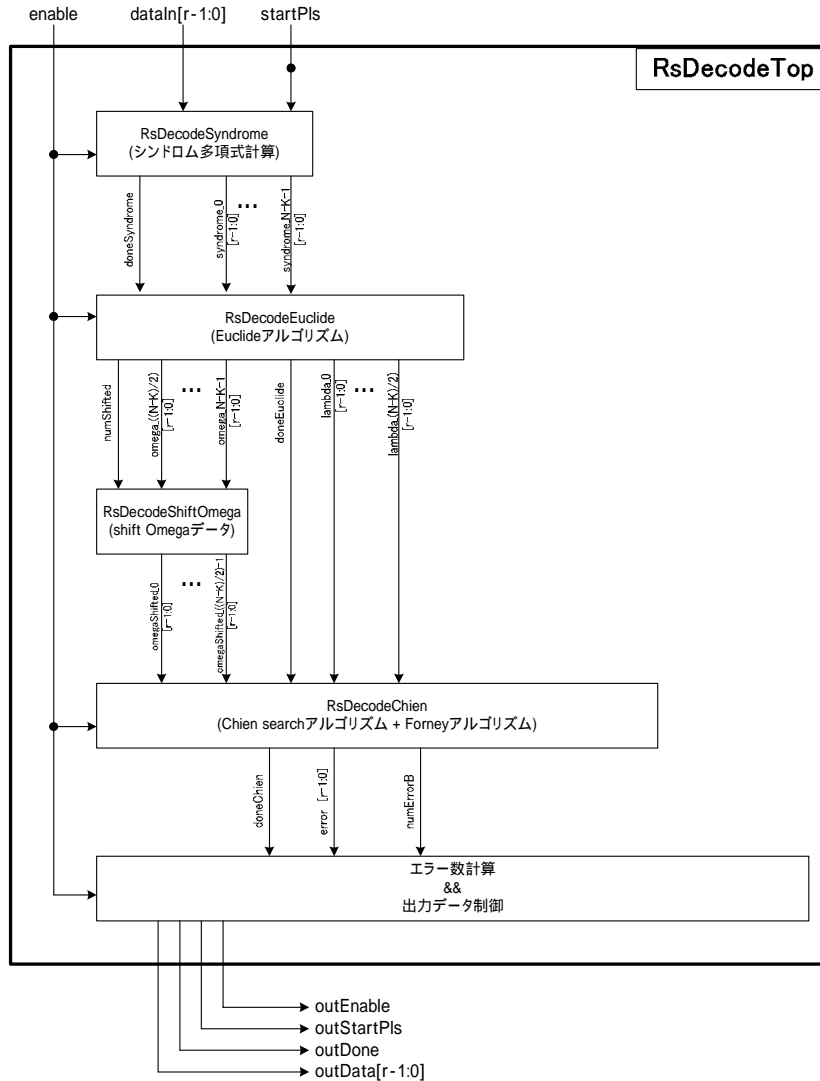 enable
dataIn[r-1:0]
startPls
RsDecodeTop
RsDecodeSyndrome
(シンドロム多項式計算)
doneSyndrome
syndrome_0
[r-1:0]
...
syndrome_N-K-1
[r-1:0]
RsDecodeEuclide
(Euclideアルゴリズム)
numShifted
omega_((N-K)/2)
[r-1:0]
...
omega_N-K-1
[r-1:0]
doneEuclide
lambda_0
[r-1:0]
...
lambda_((N-K)/2)
[r-1:0]
RsDecodeShiftOmega
(shift Omegaデータ)
omegaShifted_0
[r-1:0]
...
omegaShifted_((N-K)/2)-1
[r-1:0]
RsDecodeChien
(Chien searchアルゴリズム + Forneyアルゴリズム)
doneChien
error [r-1:0]
numErrorB
エラー数計算
&&
出力データ制御
outEnable
outStartPls
outDone
outData[r-1:0]